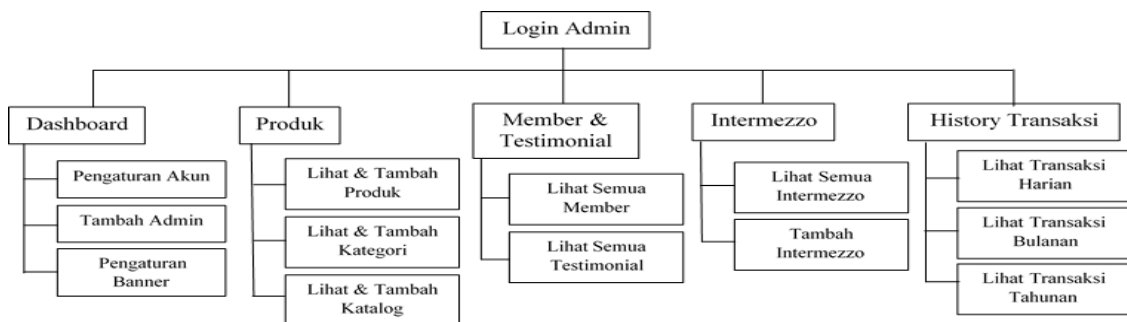 Login Admin
Dashboard
Pengaturan Akun
Tambah Admin
Pengaturan
Banner
Produk
Lihat & Tambah
Produk
Lihat & Tambah
Kategori
Lihat & Tambah
Katalog
Member &
Testimonial
Lihat Semua
Member
Lihat Semua
Testimonial
Intermezzo
Lihat Semua
Intermezzo
Tambah
Intermezzo
History Transaksi
Lihat Transaksi
Harian
Lihat Transaksi
Bulanan
Lihat Transaksi
Tahunan